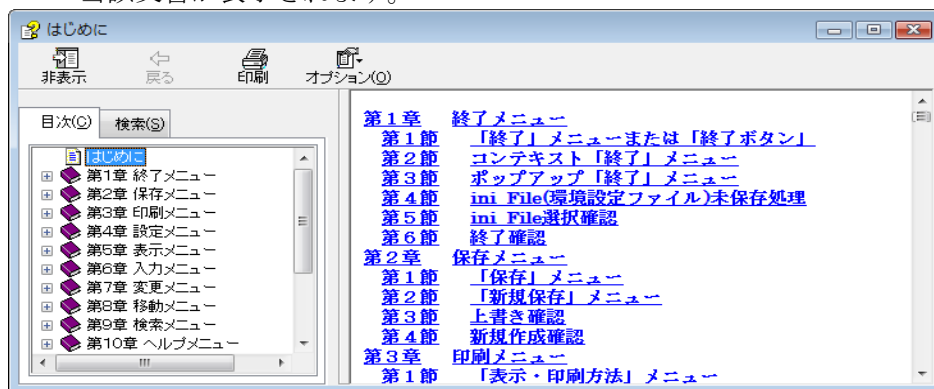 はじめに
非表示 戻る 印刷 オプション(O)
目次(C) 検索(S)
はじめに
第1章 終了メニュー
第2章 保存メニュー
第3章 印刷メニュー
第4章 設定メニュー
第5章 表示メニュー
第6章 入力メニュー
第7章 変更メニュー
第8章 移動メニュー
第9章 検索メニュー
第10章 ヘルプメニュー
第1章 終了メニュー
第1節 「終了」メニューまたは「終了ボタン」
第2節 コンテキスト「終了」メニュー
第3節 ポップアップ「終了」メニュー
第4節 ini File(環境設定ファイル)未保存処理
第5節 ini File選択確認
第6節 終了確認
第2章 保存メニュー
第1節 「保存」メニュー
第2節 「新規保存」メニュー
第3節 上書き確認
第4節 新規作成確認
第3章 印刷メニュー
第1節 「表示・印刷方法」メニュー